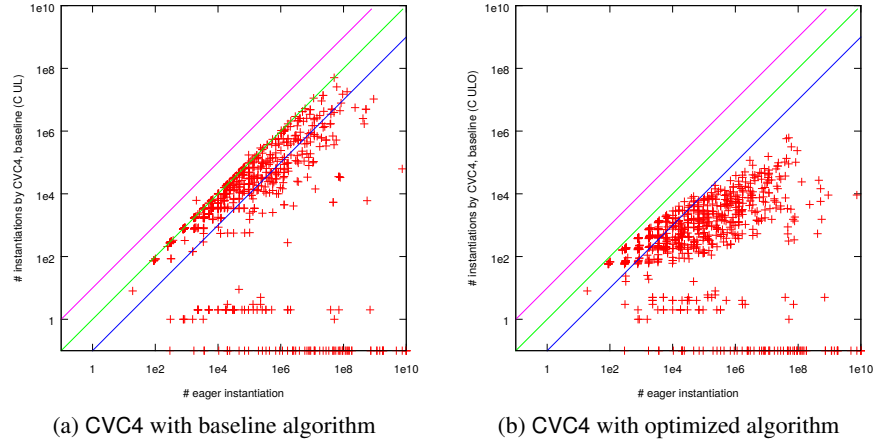 1e10
1e8
1e6
1e4
1e2
1
1
1e2
1e4
1e6
1e8
1e10
# instantiations by CVC4, baseline (C UL)
# eager instantiation
(a) CVC4 with baseline algorithm
1e10
1e8
1e6
1e4
1e2
1
1
1e2
1e4
1e6
1e8
1e10
# instantiations by CVC4, baseline (C ULO)
# eager instantiation
(b) CVC4 with optimized algorithm